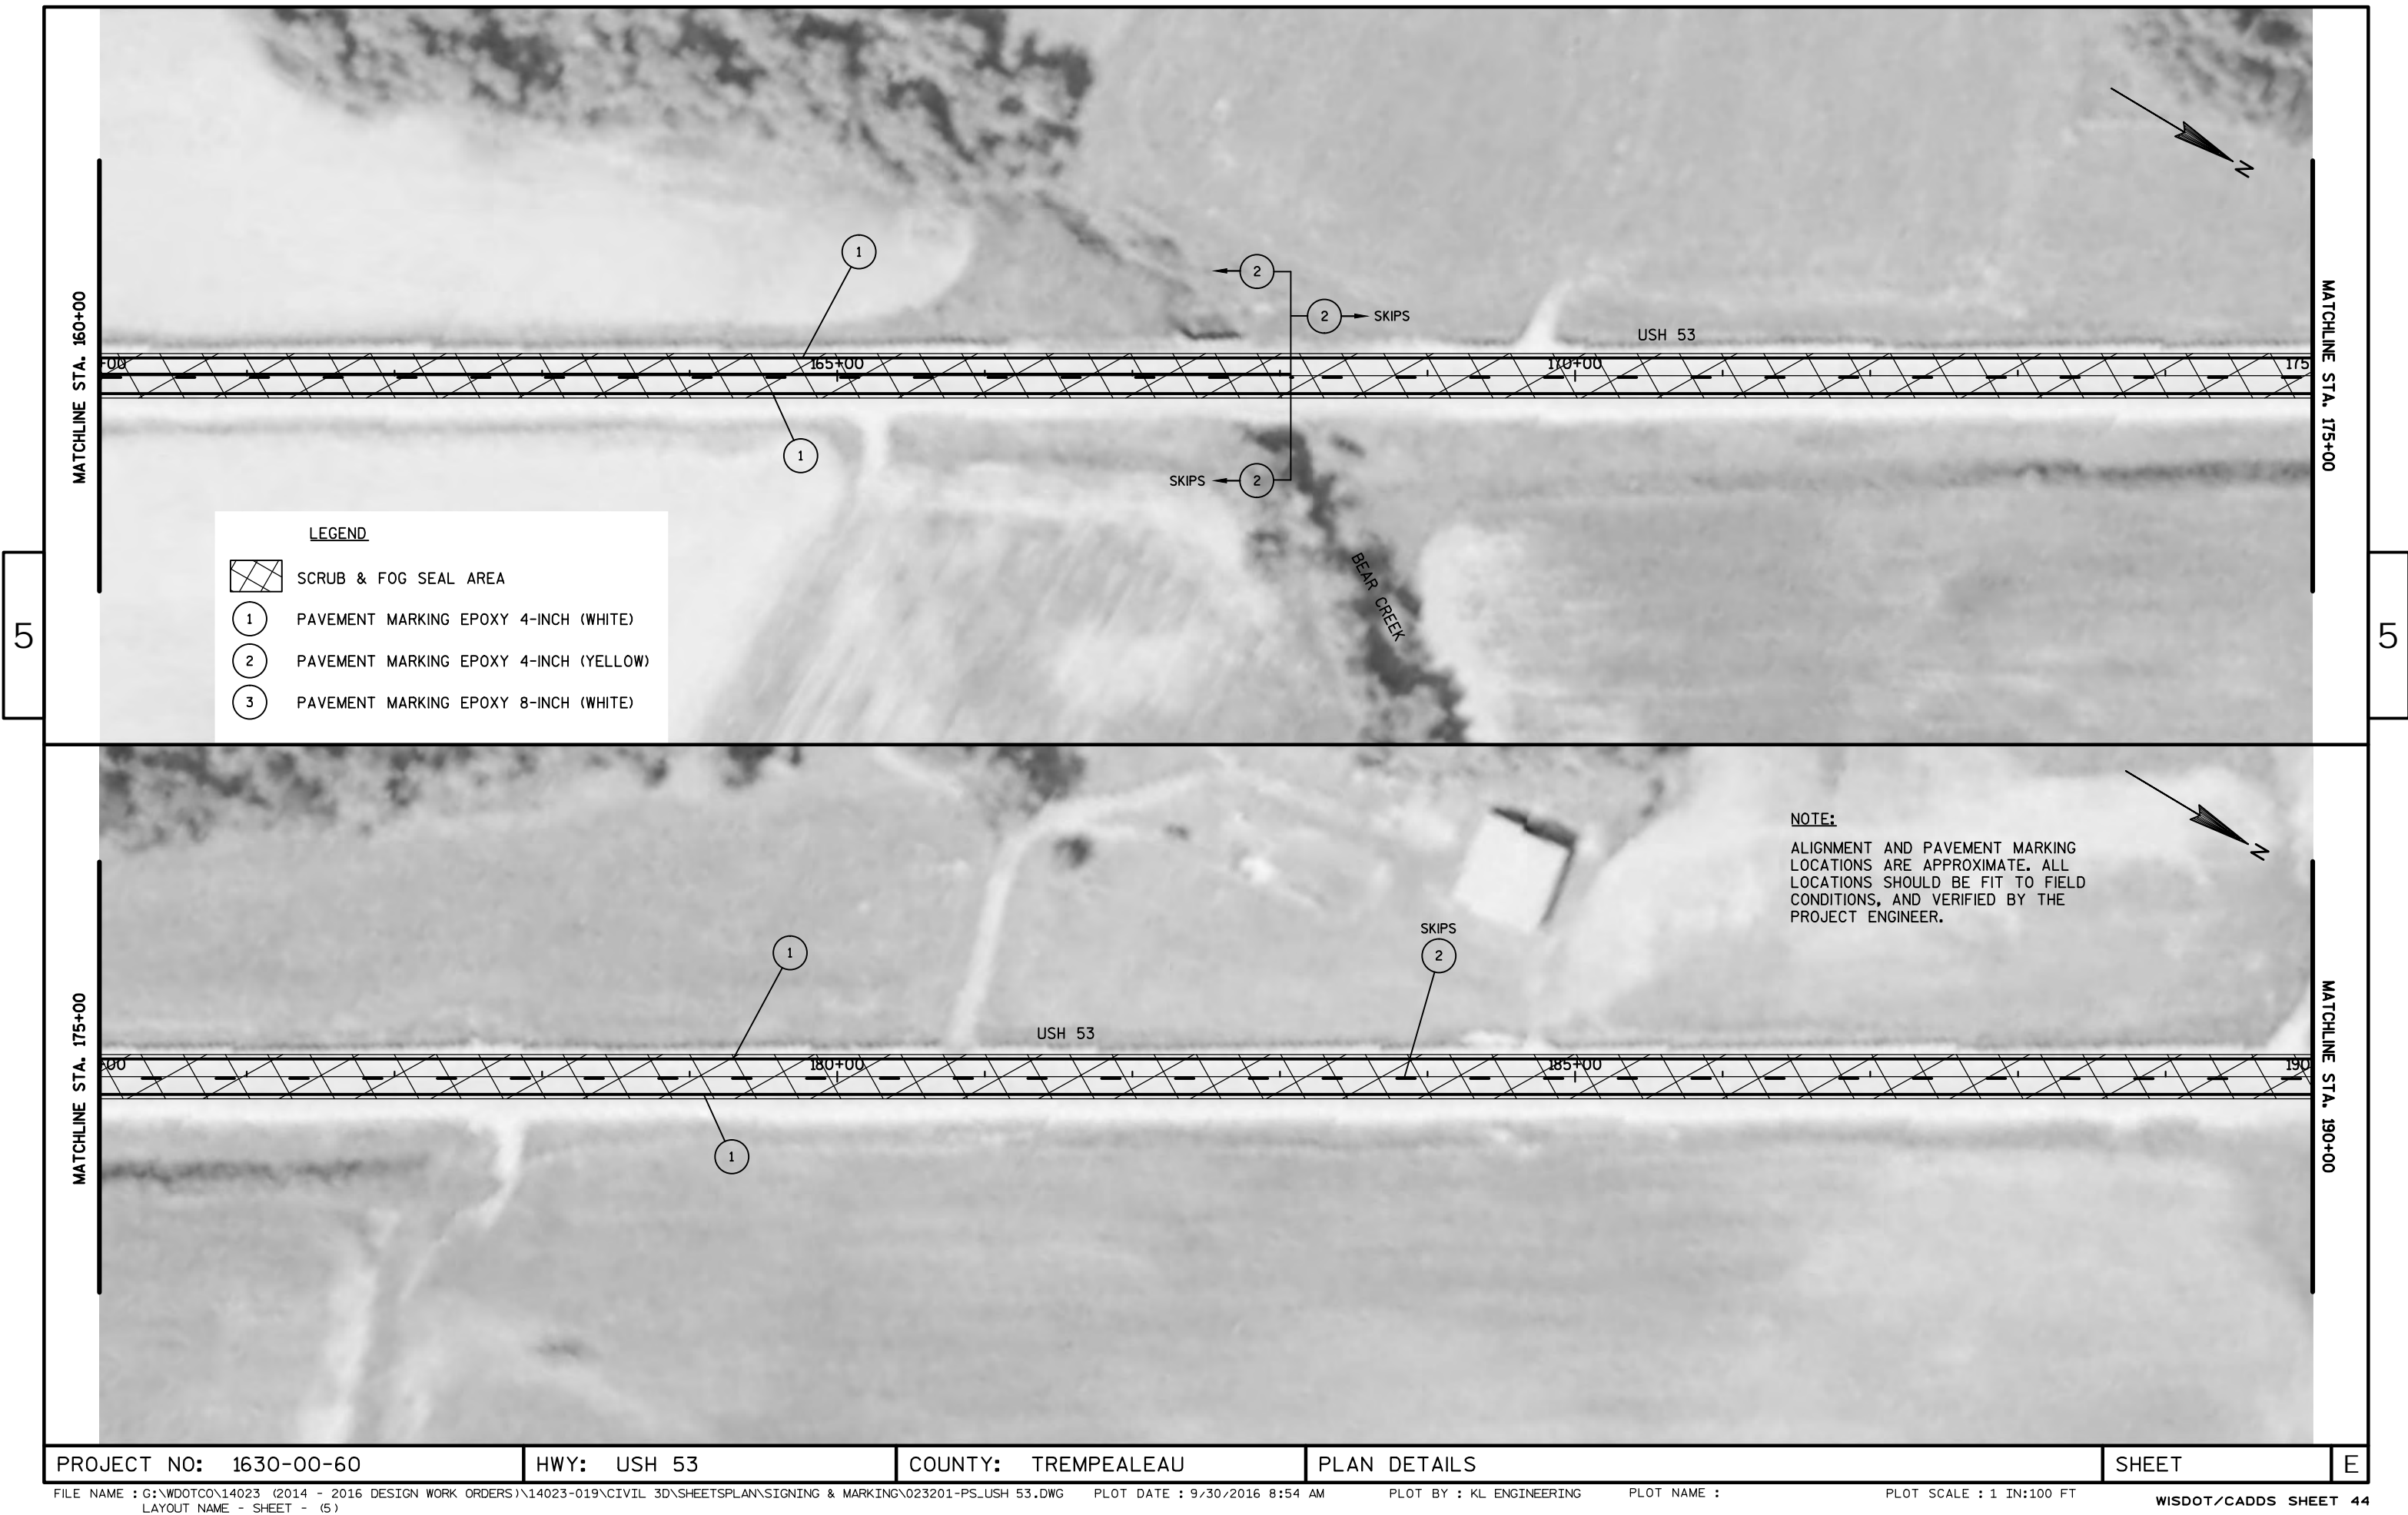 MATCHLINE STA. 160+00
1
2
2 SKIPS
USH 53
+00
165+00
170+00
175
MATCHLINE STA. 175+00
1
SKIPS 2
BEAR CREEK
N
LEGEND
SCRUB & FOG SEAL AREA
1 PAVEMENT MARKING EPOXY 4-INCH (WHITE)
2 PAVEMENT MARKING EPOXY 4-INCH (YELLOW)
3 PAVEMENT MARKING EPOXY 8-INCH (WHITE)
5
5
NOTE:
ALIGNMENT AND PAVEMENT MARKING
LOCATIONS ARE APPROXIMATE. ALL
LOCATIONS SHOULD BE FIT TO FIELD
CONDITIONS, AND VERIFIED BY THE
PROJECT ENGINEER.
N
MATCHLINE STA. 175+00
1
SKIPS
2
USH 53
+00
180+00
185+00
190
MATCHLINE STA. 190+00
1
PROJECT NO: 1630-00-60
HWY: USH 53
COUNTY: TREMPEALEAU
PLAN DETAILS
SHEET
E
FILE NAME : G:\WDOTCO\14023 (2014 - 2016 DESIGN WORK ORDERS)\14023-019\CIVIL 3D\SHEETSPLAN\SIGNING & MARKING\023201-PS_USH 53.DWG
LAYOUT NAME - SHEET - (5)
PLOT DATE : 9/30/2016 8:54 AM
PLOT BY : KL ENGINEERING
PLOT NAME :
PLOT SCALE : 1 IN:100 FT
WISDOT/CADDS SHEET 44